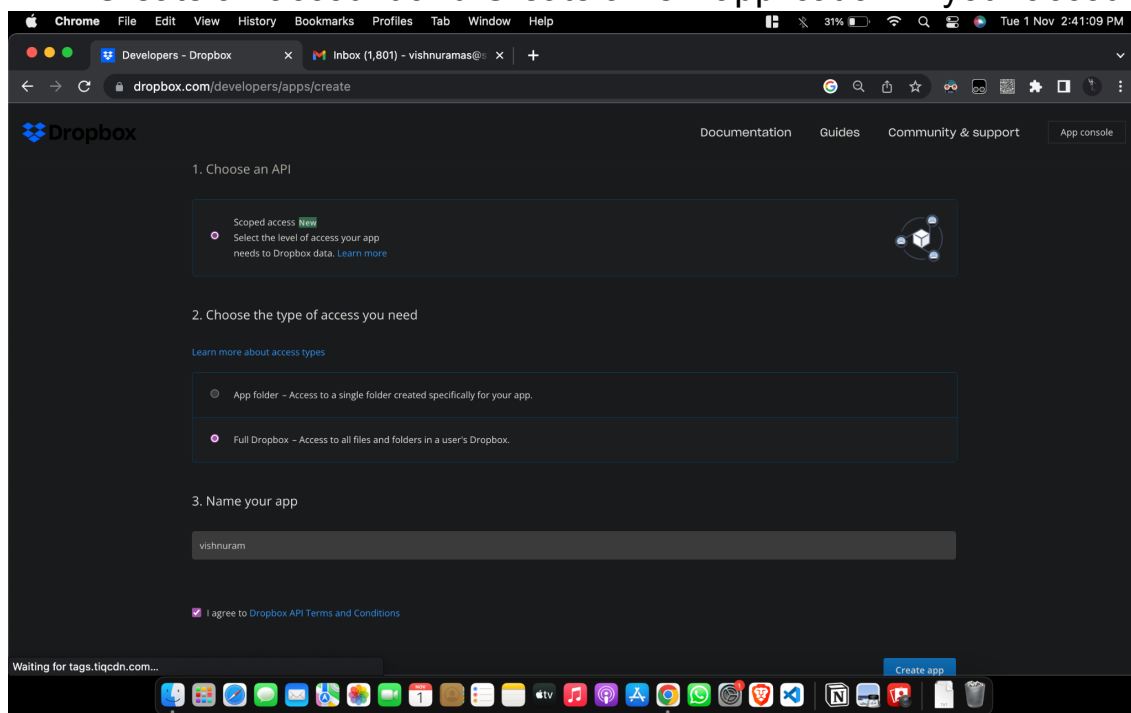 Chrome File Edit View History Bookmarks Profiles Tab Window Help 31% Tue 1 Nov 2:41:09 PM
Developers - Dropbox Inbox (1,801) - vishnuramas@s
dropbox.com/developers/apps/create
Dropbox Documentation Guides Community & support App console
1. Choose an API
Scoped access New
Select the level of access your app
needs to Dropbox data. Learn more
2. Choose the type of access you need
Learn more about access types
App folder – Access to a single folder created specifically for your app.
Full Dropbox – Access to all files and folders in a user's Dropbox.
3. Name your app
vishnuram
I agree to Dropbox API Terms and Conditions
Waiting for tags.tiqcdn.com...
Create app
tv